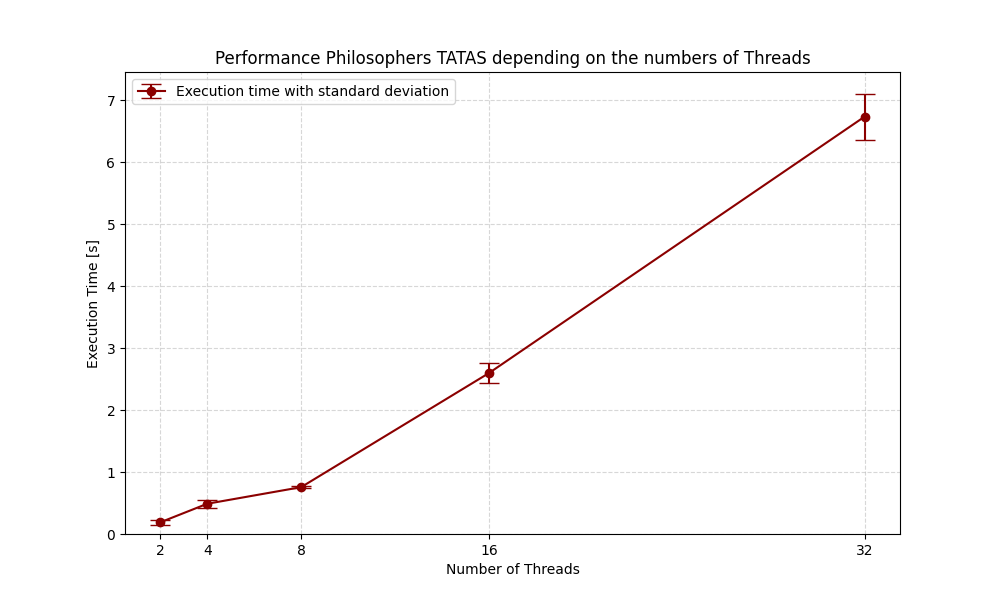 Performance Philosophers TATAS depending on the numbers of Threads
Execution time with standard deviation
7
6
5
4
3
2
1
0
Execution Time [s]
2 4 8 16 32
Number of Threads